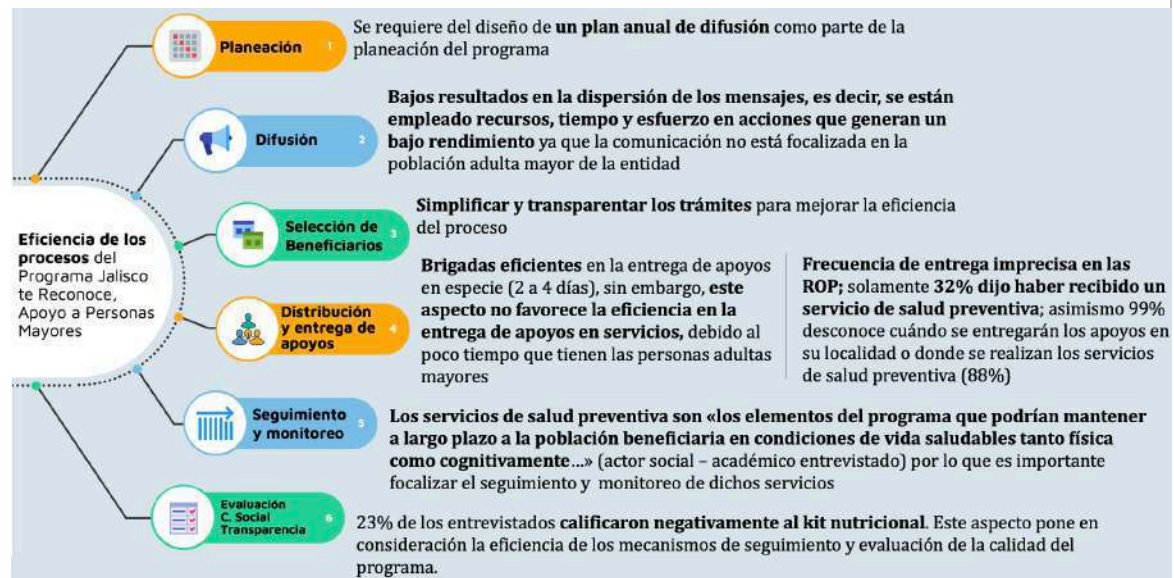 Eficiencia de los
procesos del
Programa Jalisco
te Reconoce,
Apoyo a Personas
Mayores
Planeación 1
Se requiere del diseño de un plan anual de difusión como parte de la
planeación del programa
Difusión 2
Bajos resultados en la dispersión de los mensajes, es decir, se están
empleado recursos, tiempo y esfuerzo en acciones que generan un
bajo rendimiento ya que la comunicación no está focalizada en la
población adulta mayor de la entidad
Selección de
Beneficiarios 3
Simplificar y transparentar los trámites para mejorar la eficiencia
del proceso
Distribución
y entrega de
apoyos 4
Brigadas eficientes en la entrega de apoyos
en especie (2 a 4 días), sin embargo, este
aspecto no favorece la eficiencia en la
entrega de apoyos en servicios, debido al
poco tiempo que tienen las personas adultas
mayores
Frecuencia de entrega imprecisa en las
ROP; solamente 32% dijo haber recibido un
servicio de salud preventiva; asimismo 99%
desconoce cuándo se entregarán los apoyos en
su localidad o donde se realizan los servicios
de salud preventiva (88%)
Seguimiento
y monitoreo 5
Los servicios de salud preventiva son «los elementos del programa que podrían mantener
a largo plazo a la población beneficiaria en condiciones de vida saludables tanto física
como cognitivamente…» (actor social – académico entrevistado) por lo que es importante
focalizar el seguimiento y monitoreo de dichos servicios
Evaluación
C. Social
Transparencia 6
23% de los entrevistados calificaron negativamente al kit nutricional. Este aspecto pone en
consideración la eficiencia de los mecanismos de seguimiento y evaluación de la calidad del
programa.